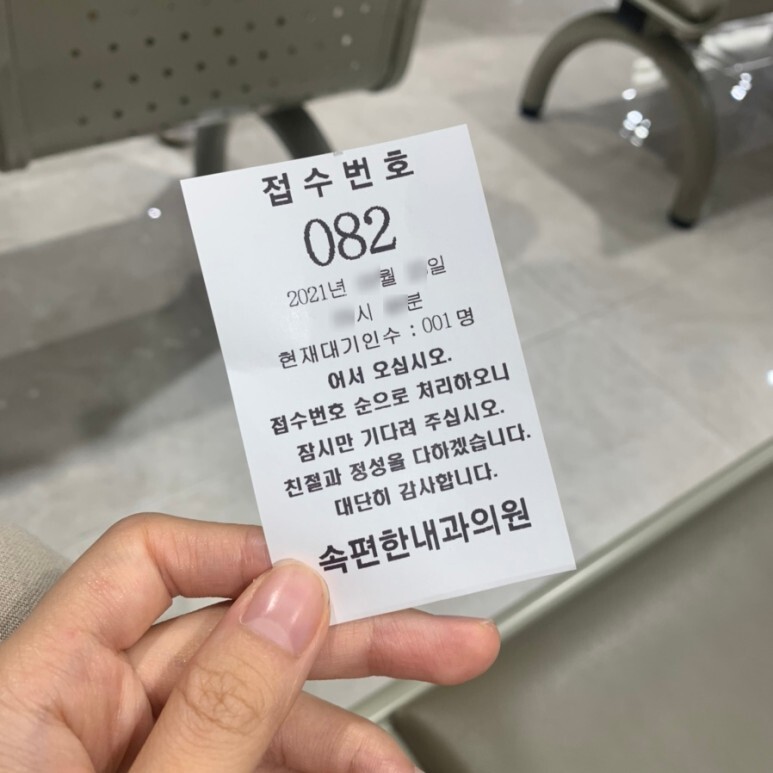 접수번호
082
2021년 월 일
시 분
현재대기인수 : 001 명
어서 오십시오.
접수번호 순으로 처리하오니
잠시만 기다려 주십시오.
친절과 정성을 다하겠습니다.
대단히 감사합니다.
속편한내과의원